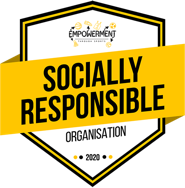 EMPOWERMENT
SOCIALLY
RESPONSIBLE
ORGANISATION
2020